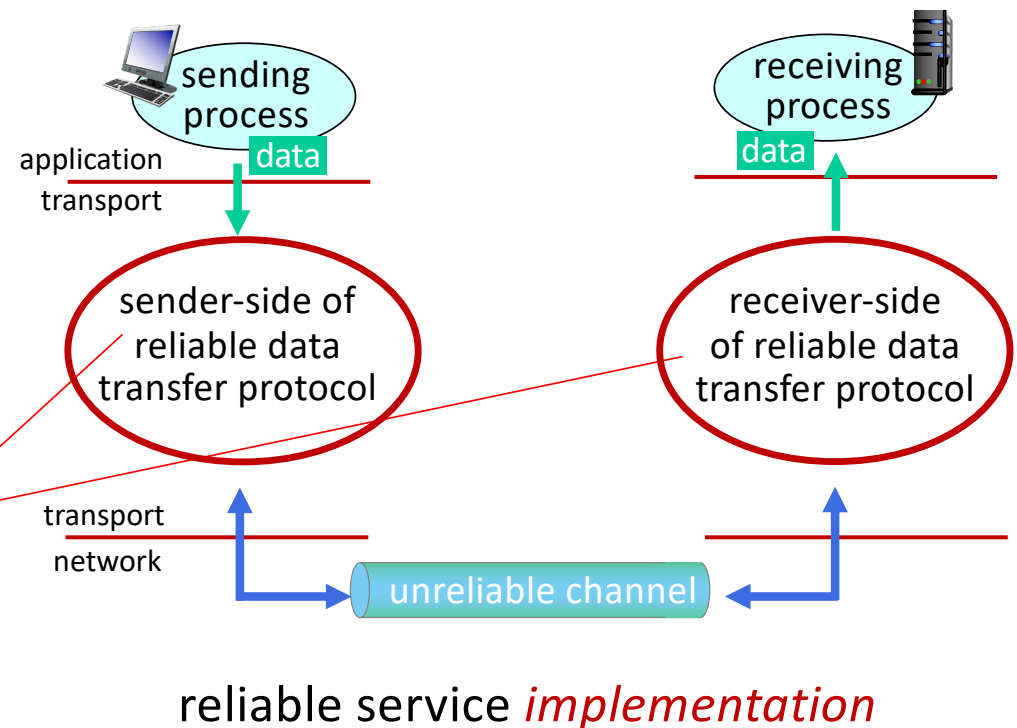 sending
process
data
application
transport
receiving
process
data
sender-side of
reliable data
transfer protocol
receiver-side
of reliable data
transfer protocol
transport
network
unreliable channel
reliable service implementation